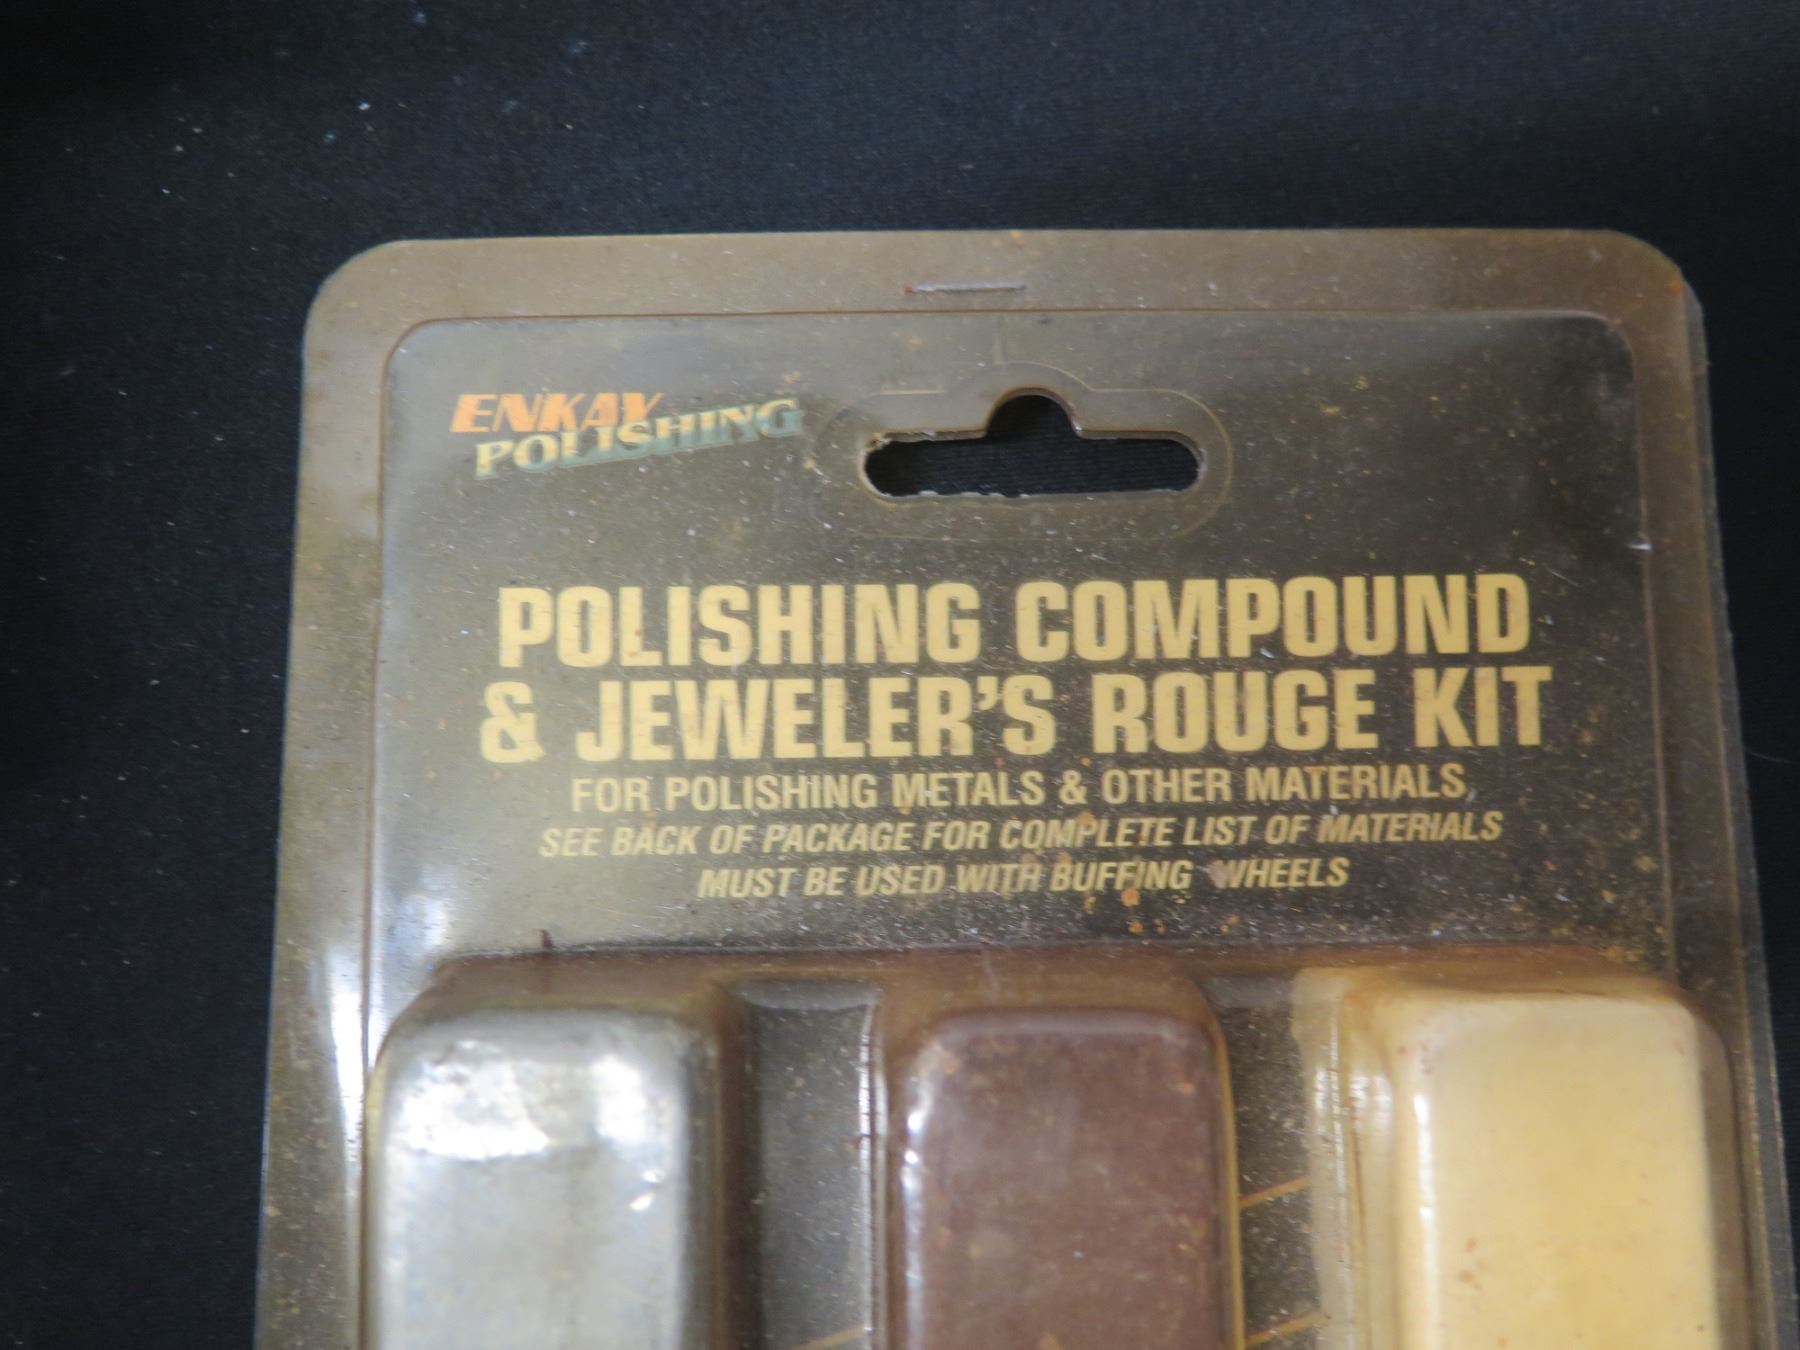 ENKAY
POLISHING
POLISHING COMPOUND
& JEWELER'S ROUGE KIT
FOR POLISHING METALS & OTHER MATERIALS
SEE BACK OF PACKAGE FOR COMPLETE LIST OF MATERIALS
MUST BE USED WITH BUFFING WHEELS